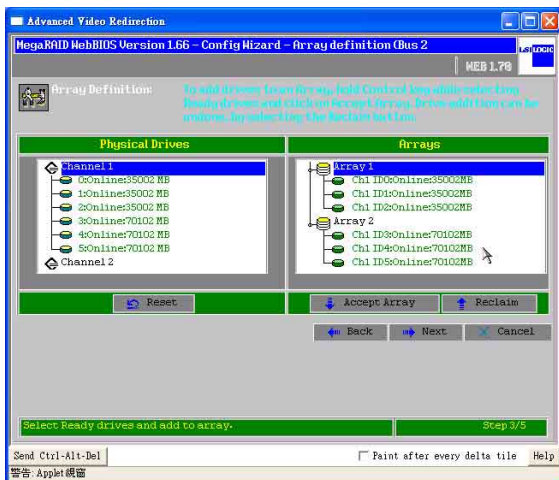 Advanced Video Redirection
MegaRAID WebBIOS Version 1.66 - Config Wizard - Array definition (Bus 2
LSI LOGIC
WEB 1.78
Array Definition:
To add drives to an Array, hold Control key while selecting
Ready drives and click on Accept Array. Drive addition can be
undone, by selecting the Reclaim button.
Physical Drives
Arrays
Channel 1
0:Online:35002 MB
1:Online:35002 MB
2:Online:35002 MB
3:Online:70102 MB
4:Online:70102 MB
5:Online:70102 MB
Channel 2
Array 1
Ch1 ID0:Online:35002MB
Ch1 ID1:Online:35002MB
Ch1 ID2:Online:35002MB
Array 2
Ch1 ID3:Online:70102MB
Ch1 ID4:Online:70102MB
Ch1 ID5:Online:70102MB
Reset
Accept Array
Reclaim
Back
Next
Cancel
Select Ready drives and add to array.
Step 3/5
Send Ctrl-Alt-Del
Paint after every delta tile
Help
警告: Applet 視窗